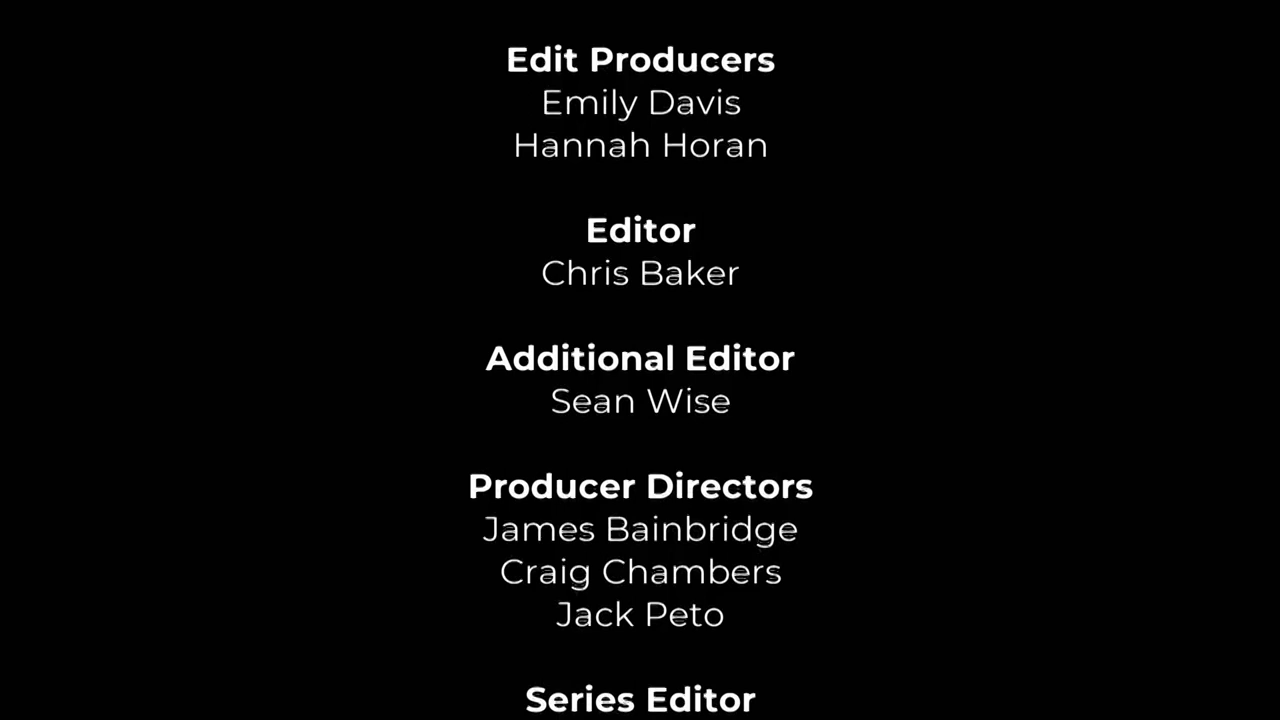 Edit Producers
Emily Davis
Hannah Horan
Editor
Chris Baker
Additional Editor
Sean Wise
Producer Directors
James Bainbridge
Craig Chambers
Jack Peto
Series Editor